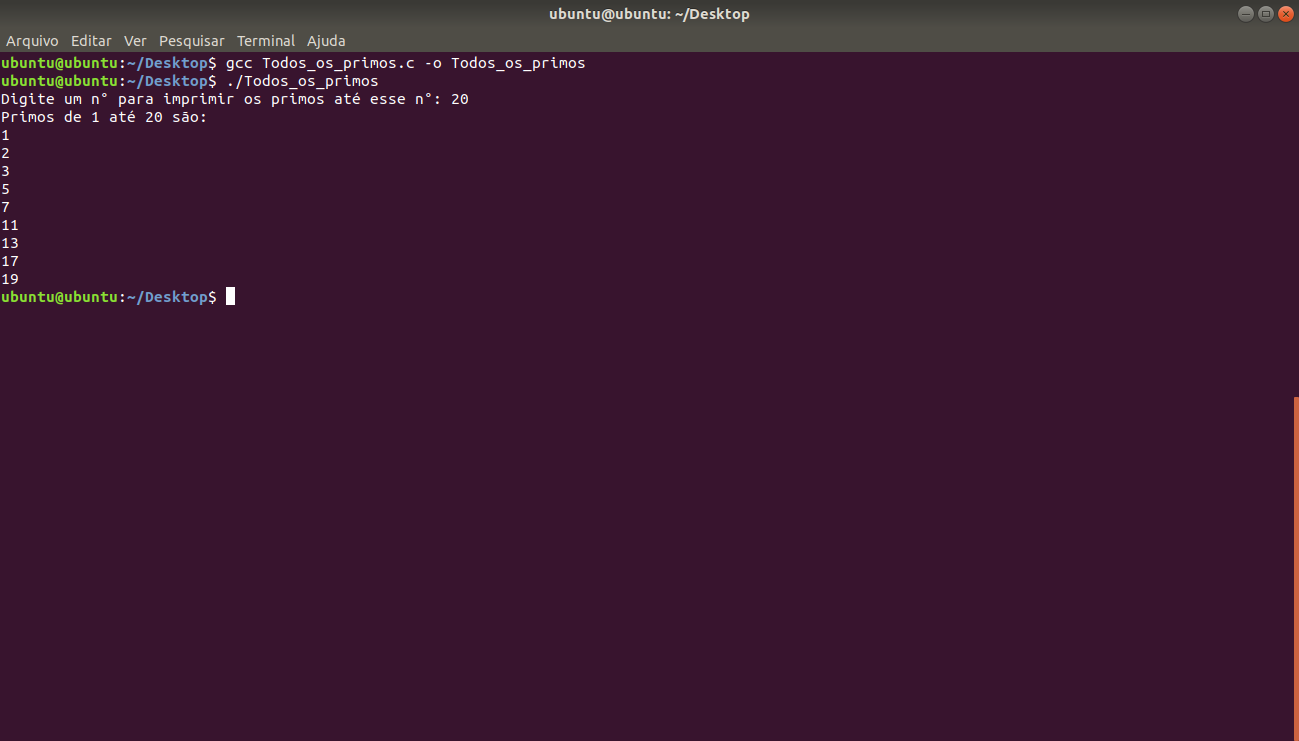 ubuntu@ubuntu: ~/Desktop
Arquivo Editar Ver Pesquisar Terminal Ajuda
ubuntu@ubuntu:~/Desktop$ gcc Todos_os_primos.c -o Todos_os_primos
ubuntu@ubuntu:~/Desktop$ ./Todos_os_primos
Digite um n° para imprimir os primos até esse n°: 20
Primos de 1 até 20 são:
1
2
3
5
7
11
13
17
19
ubuntu@ubuntu:~/Desktop$